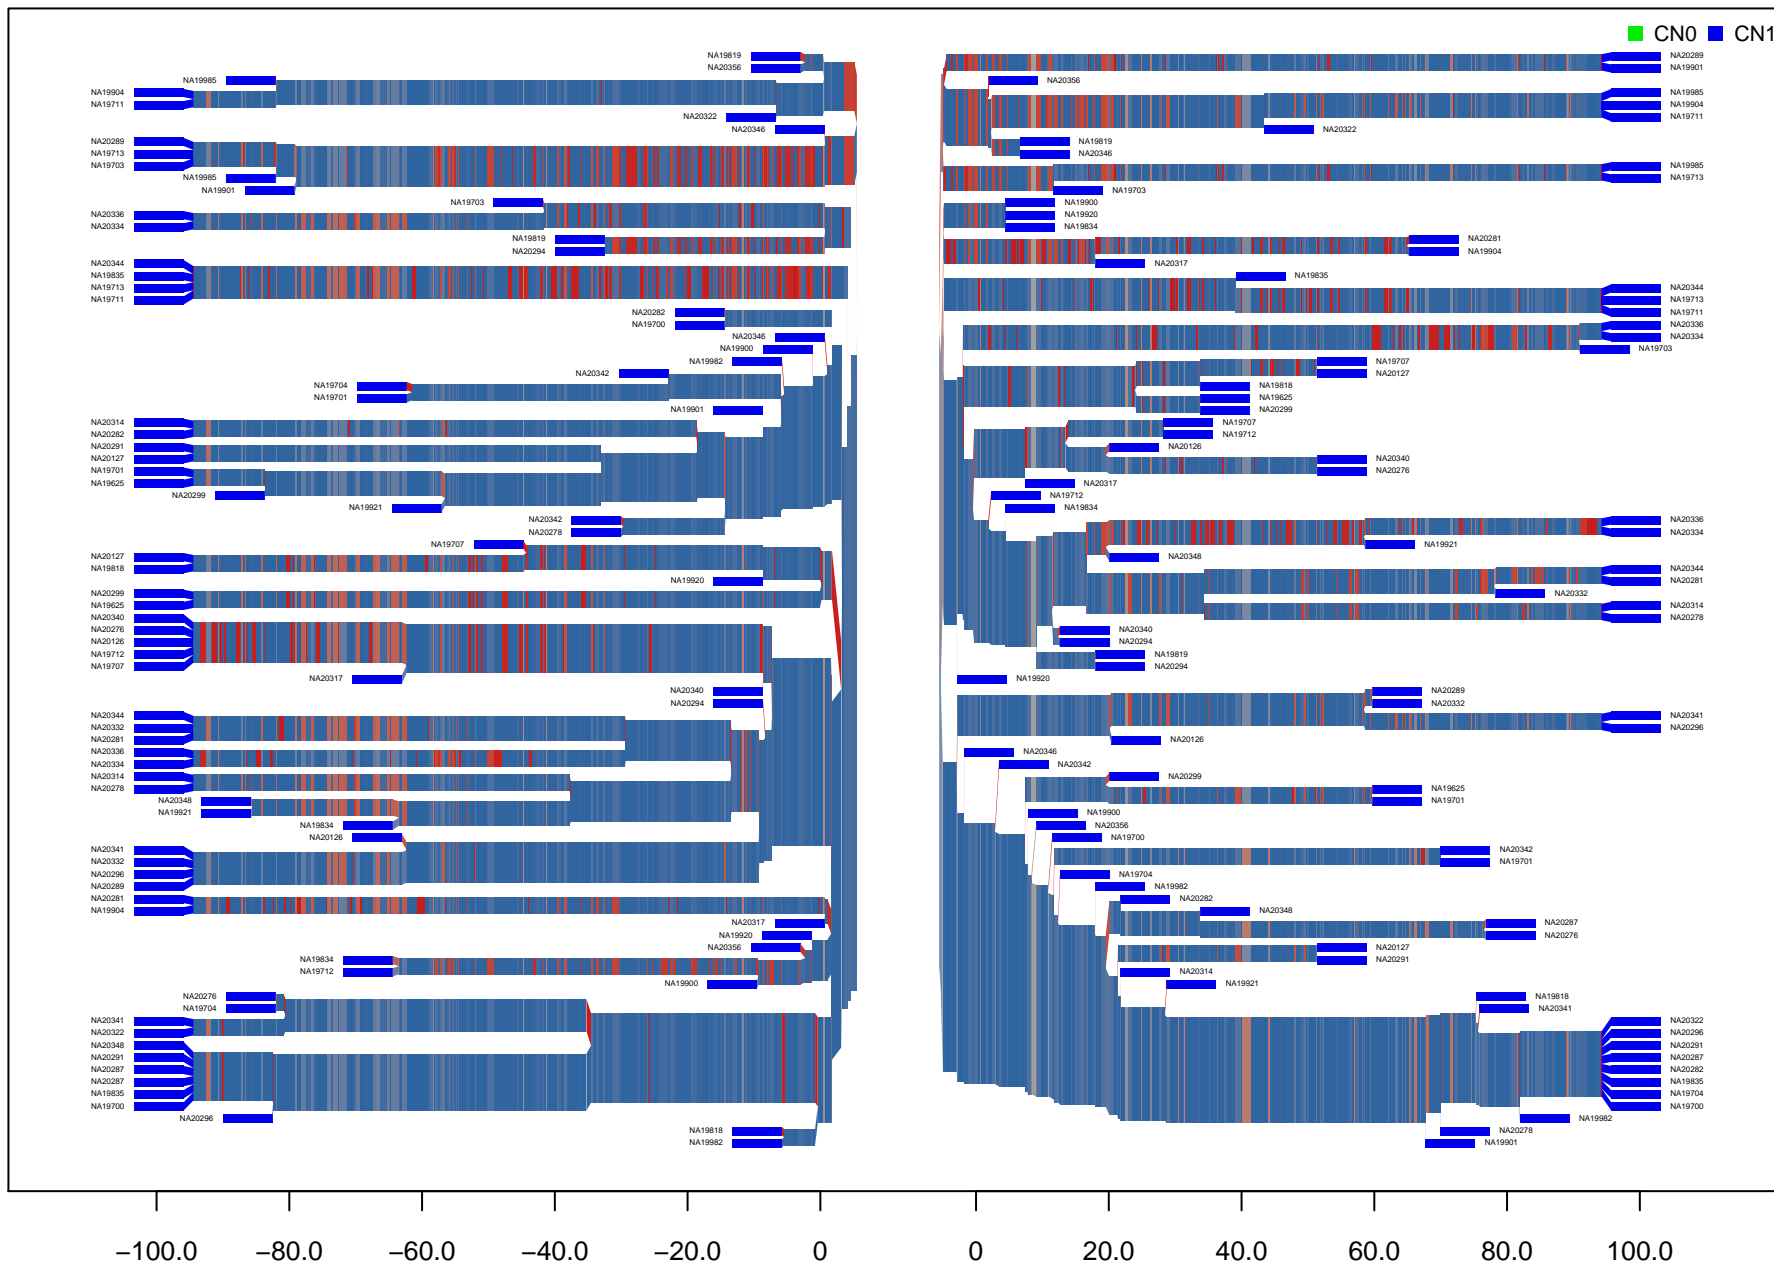 CN0 CN1
NA19819
NA20356
NA19985
NA19904
NA19711
NA20322
NA20346
NA20289
NA19713
NA19703
NA19985
NA19901
NA19703
NA20336
NA20334
NA19819
NA20294
NA20344
NA19835
NA19713
NA19711
NA20282
NA19700
NA20346
NA19900
NA19982
NA20342
NA19704
NA19701
NA19901
NA20314
NA20282
NA20291
NA20127
NA19701
NA19625
NA20299
NA19921
NA20342
NA20278
NA19707
NA20127
NA19818
NA19920
NA20299
NA19625
NA20340
NA20276
NA20126
NA19712
NA19707
NA20317
NA20340
NA20294
NA20344
NA20332
NA20281
NA20336
NA20334
NA20314
NA20278
NA20348
NA19921
NA19834
NA20126
NA20341
NA20332
NA20296
NA20289
NA20281
NA19904
NA20317
NA19920
NA20356
NA19834
NA19712
NA19900
NA20276
NA19704
NA20341
NA20322
NA20348
NA20291
NA20287
NA20287
NA19835
NA19700
NA20296
NA19818
NA19982
NA20289
NA19901
NA20356
NA19985
NA19904
NA19711
NA20322
NA19819
NA20346
NA19985
NA19713
NA19703
NA19900
NA19920
NA19834
NA20281
NA19904
NA20317
NA19835
NA20344
NA19713
NA19711
NA20336
NA20334
NA19703
NA19707
NA20127
NA19818
NA19625
NA20299
NA19707
NA19712
NA20126
NA20340
NA20276
NA20317
NA19712
NA19834
NA20336
NA20334
NA19921
NA20348
NA20344
NA20281
NA20332
NA20314
NA20278
NA20340
NA20294
NA19819
NA20294
NA19920
NA20289
NA20332
NA20341
NA20296
NA20126
NA20346
NA20342
NA20299
NA19625
NA19701
NA19900
NA20356
NA19700
NA20342
NA19701
NA19704
NA19982
NA20282
NA20348
NA20287
NA20276
NA20127
NA20291
NA20314
NA19921
NA19818
NA20341
NA20322
NA20296
NA20291
NA20287
NA20282
NA19835
NA19704
NA19700
NA19982
NA20278
NA19901
−100.0 −80.0 −60.0 −40.0 −20.0 0 0 20.0 40.0 60.0 80.0 100.0